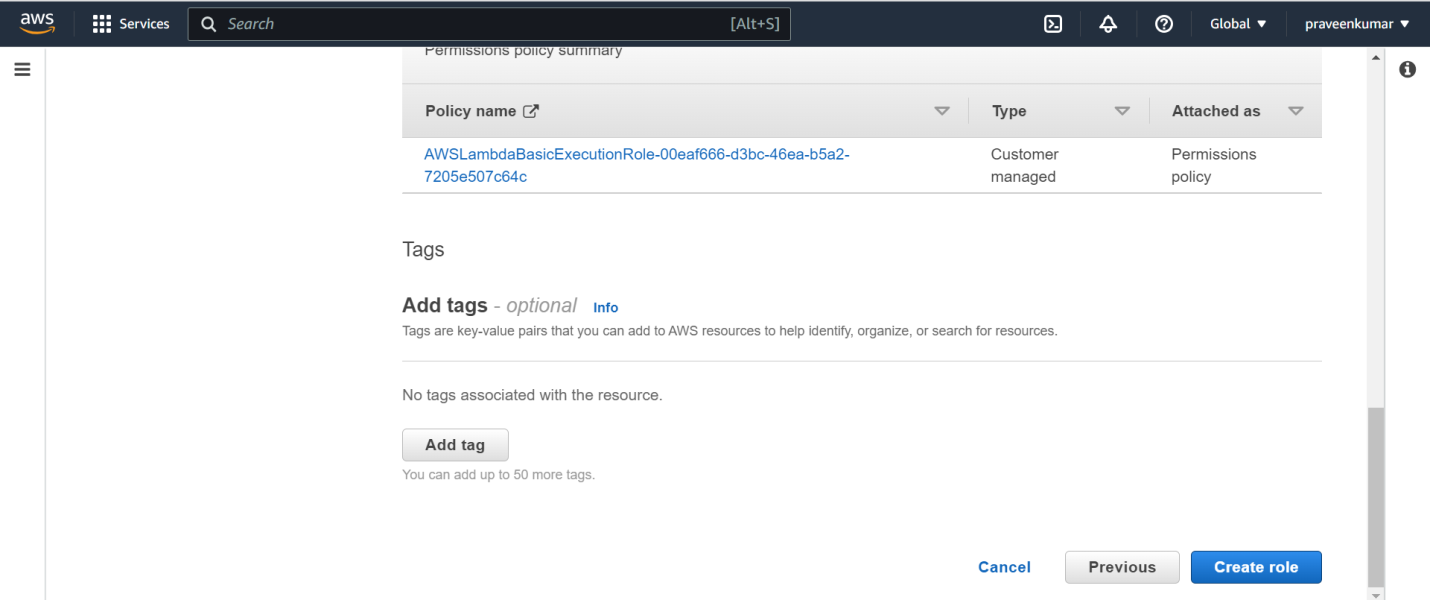 aws Services Search [Alt+S] Global praveenkumar
Permissions policy summary
Policy name Type Attached as
AWSLambdaBasicExecutionRole-00eaf666-d3bc-46ea-b5a2-
7205e507c64c
Customer
managed
Permissions
policy
Tags
Add tags - optional Info
Tags are key-value pairs that you can add to AWS resources to help identify, organize, or search for resources.
No tags associated with the resource.
Add tag
You can add up to 50 more tags.
Cancel Previous Create role